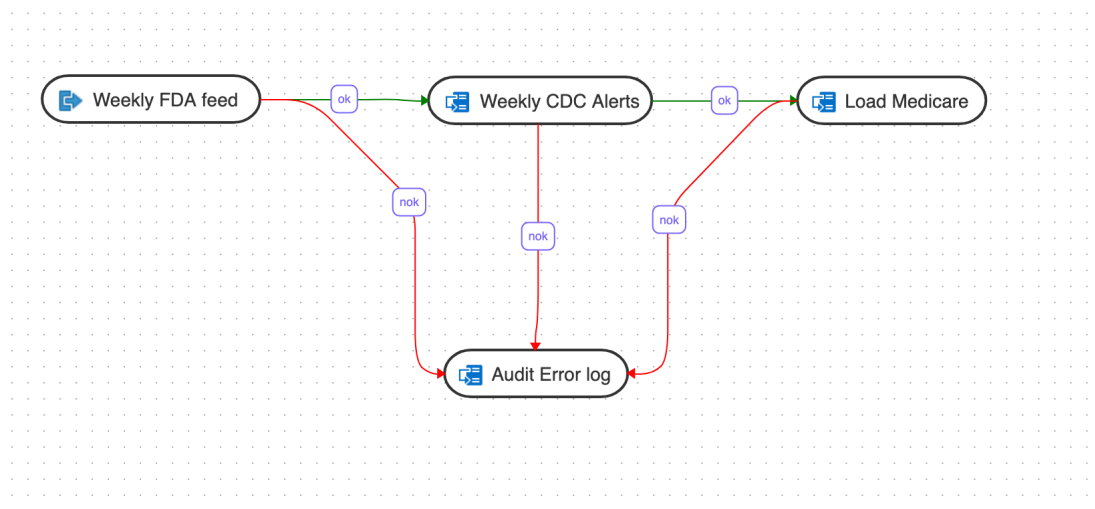 Weekly FDA feed
ok
Weekly CDC Alerts
ok
Load Medicare
nok
nok
nok
Audit Error log